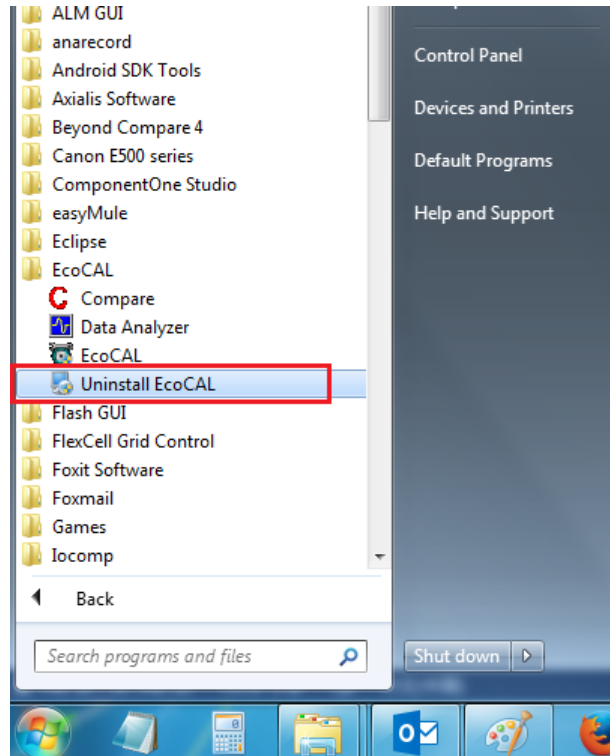 ALM GUI
anarecord
Android SDK Tools
Axialis Software
Beyond Compare 4
Canon E500 series
ComponentOne Studio
easyMule
Eclipse
EcoCAL
Compare
Data Analyzer
EcoCAL
Uninstall EcoCAL
Flash GUI
FlexCell Grid Control
Foxit Software
Foxmail
Games
Iocomp
Back
Search programs and files
Control Panel
Devices and Printers
Default Programs
Help and Support
Shut down